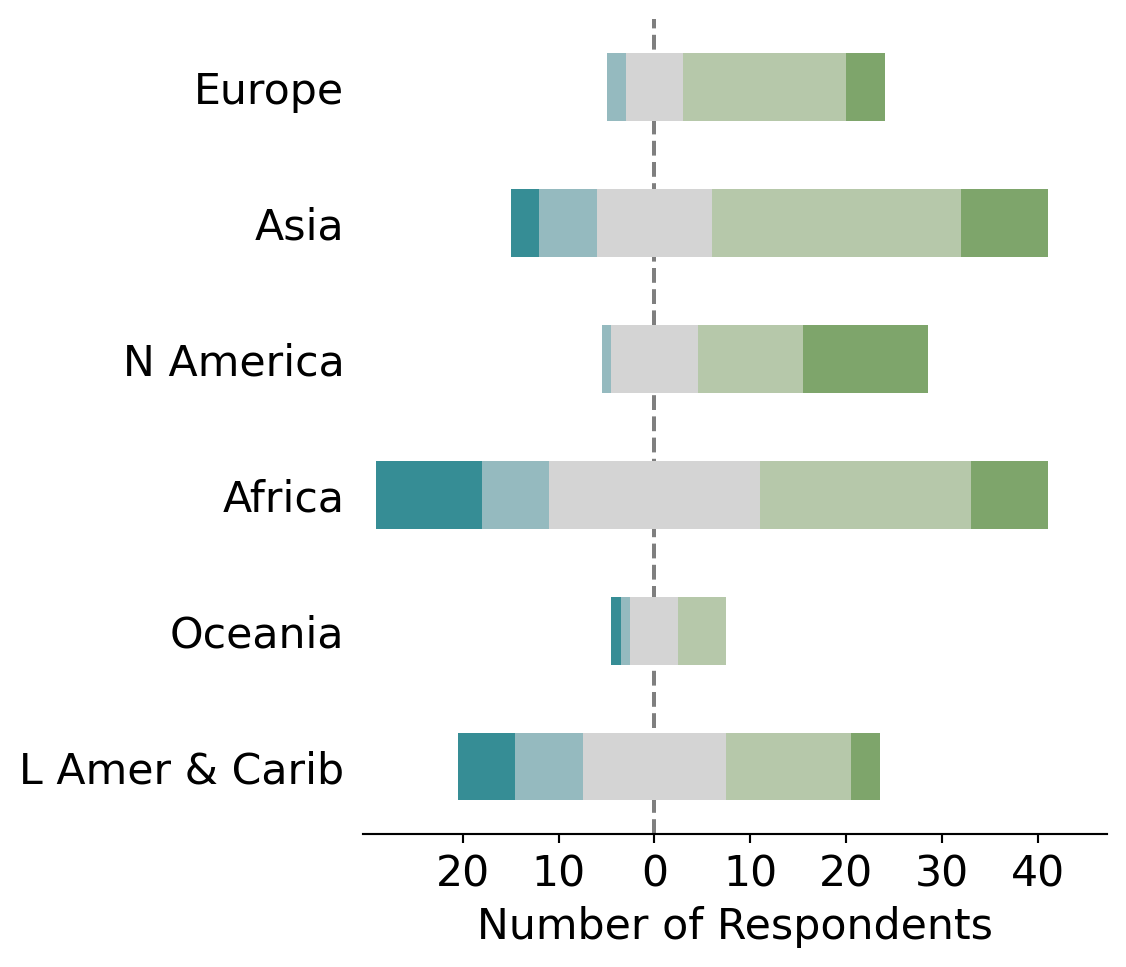 Europe
Asia
N America
Africa
Oceania
L Amer & Carib
20 10 0 10 20 30 40
Number of Respondents